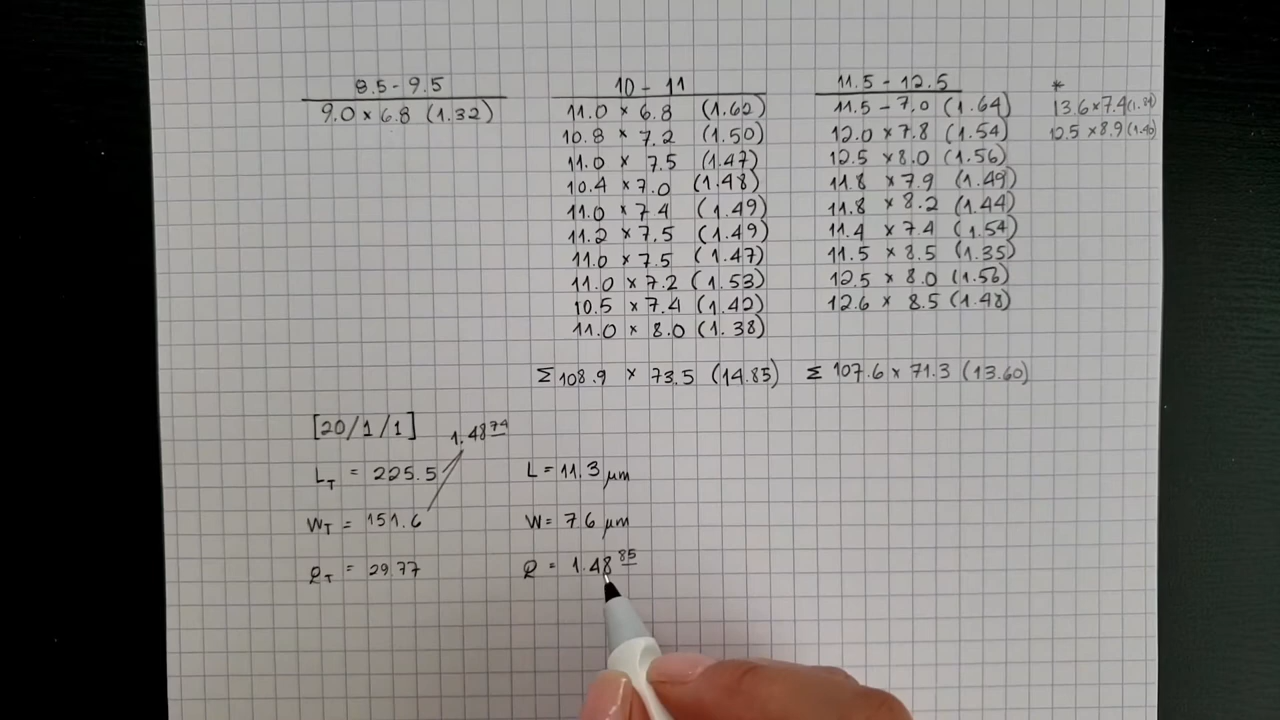 8.5 - 9.5
9.0 × 6.8 (1.32)
10 - 11
11.0 × 6.8 (1.62)
10.8 × 7.2 (1.50)
11.0 × 7.5 (1.47)
10.4 × 7.0 (1.48)
11.0 × 7.4 (1.49)
11.2 × 7.5 (1.49)
11.0 × 7.5 (1.47)
11.0 × 7.2 (1.53)
10.5 × 7.4 (1.42)
11.0 × 8.0 (1.38)
Σ 108.9 × 73.5 (14.85)
11.5 - 12.5
11.5 - 7.0 (1.64)
12.0 × 7.8 (1.54)
12.5 × 8.0 (1.56)
11.8 × 7.9 (1.49)
11.8 × 8.2 (1.44)
11.4 × 7.4 (1.54)
11.5 × 8.5 (1.35)
12.5 × 8.0 (1.56)
12.6 × 8.5 (1.48)
Σ 107.6 × 71.3 (13.60)
*
13.6 × 7.4
12.5 × 8.9 (1.40)
[20/1/1]
1.48 74
L_T = 225.5
W_T = 151.6
Q_T = 29.77
L = 11.3 μm
W = 7.6 μm
Q = 1.48 85